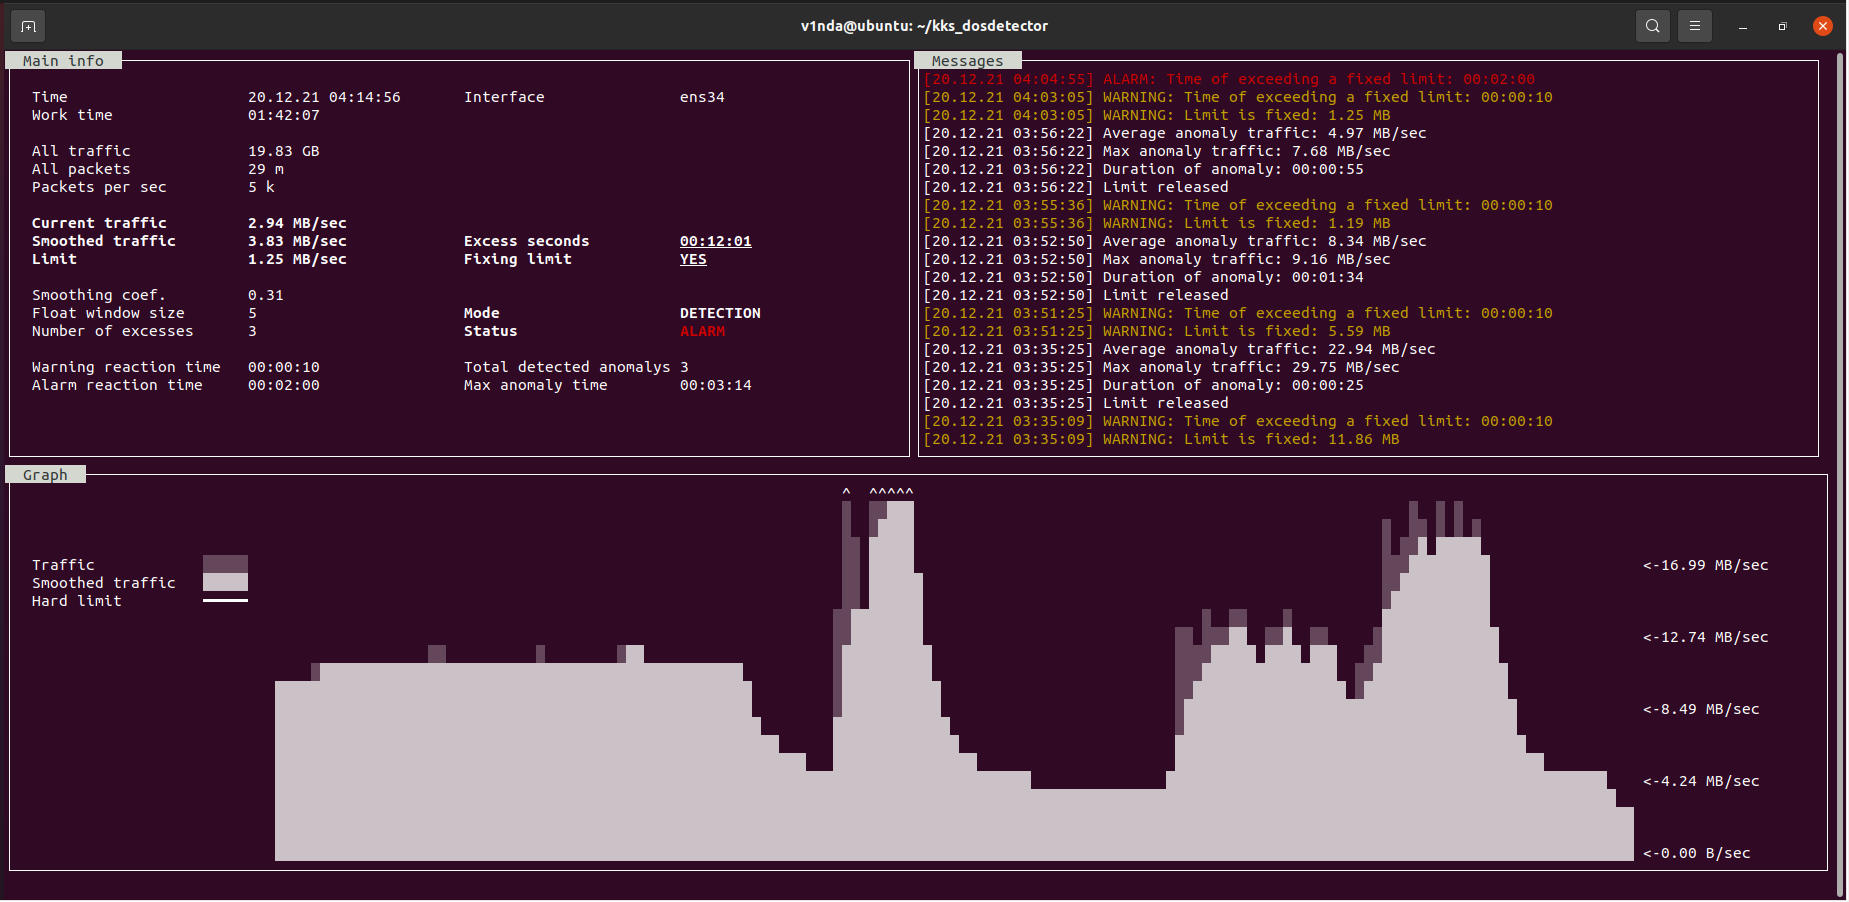 v1nda@ubuntu: ~/kks_dosdetector
Main info
Time 20.12.21 04:14:56 Interface ens34
Work time 01:42:07
All traffic 19.83 GB
All packets 29 m
Packets per sec 5 k
Current traffic 2.94 MB/sec
Smoothed traffic 3.83 MB/sec Excess seconds 00:12:01
Limit 1.25 MB/sec Fixing limit YES
Smoothing coef. 0.31
Float window size 5 Mode DETECTION
Number of excesses 3 Status ALARM
Warning reaction time 00:00:10 Total detected anomalys 3
Alarm reaction time 00:02:00 Max anomaly time 00:03:14
Messages
[20.12.21 04:04:55] ALARM: Time of exceeding a fixed limit: 00:02:00
[20.12.21 04:03:05] WARNING: Time of exceeding a fixed limit: 00:00:10
[20.12.21 04:03:05] WARNING: Limit is fixed: 1.25 MB
[20.12.21 03:56:22] Average anomaly traffic: 4.97 MB/sec
[20.12.21 03:56:22] Max anomaly traffic: 7.68 MB/sec
[20.12.21 03:56:22] Duration of anomaly: 00:00:55
[20.12.21 03:56:22] Limit released
[20.12.21 03:55:36] WARNING: Time of exceeding a fixed limit: 00:00:10
[20.12.21 03:55:36] WARNING: Limit is fixed: 1.19 MB
[20.12.21 03:52:50] Average anomaly traffic: 8.34 MB/sec
[20.12.21 03:52:50] Max anomaly traffic: 9.16 MB/sec
[20.12.21 03:52:50] Duration of anomaly: 00:01:34
[20.12.21 03:52:50] Limit released
[20.12.21 03:51:25] WARNING: Time of exceeding a fixed limit: 00:00:10
[20.12.21 03:51:25] WARNING: Limit is fixed: 5.59 MB
[20.12.21 03:35:25] Average anomaly traffic: 22.94 MB/sec
[20.12.21 03:35:25] Max anomaly traffic: 29.75 MB/sec
[20.12.21 03:35:25] Duration of anomaly: 00:00:25
[20.12.21 03:35:25] Limit released
[20.12.21 03:35:09] WARNING: Time of exceeding a fixed limit: 00:00:10
[20.12.21 03:35:09] WARNING: Limit is fixed: 11.86 MB
Graph
^ ^^^^^
Traffic
Smoothed traffic
Hard limit
<-16.99 MB/sec
<-12.74 MB/sec
<-8.49 MB/sec
<-4.24 MB/sec
<-0.00 B/sec